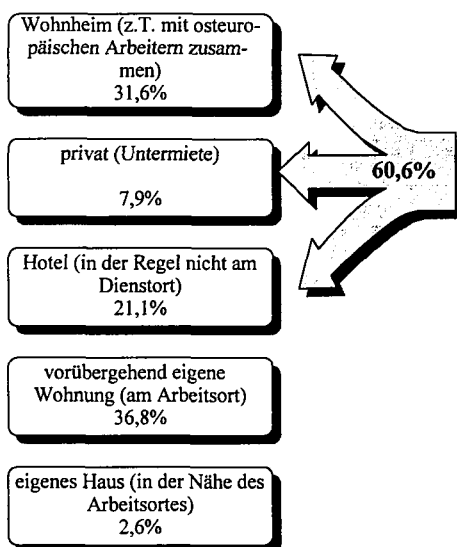 Wohnheim (z.T. mit osteuro-
päischen Arbeitern zusam-
men)
31,6%
privat (Untermiete)
7,9%
60,6%
Hotel (in der Regel nicht am
Dienstort)
21,1%
vorübergehend eigene
Wohnung (am Arbeitsort)
36,8%
eigenes Haus (in der Nähe des
Arbeitsortes)
2,6%